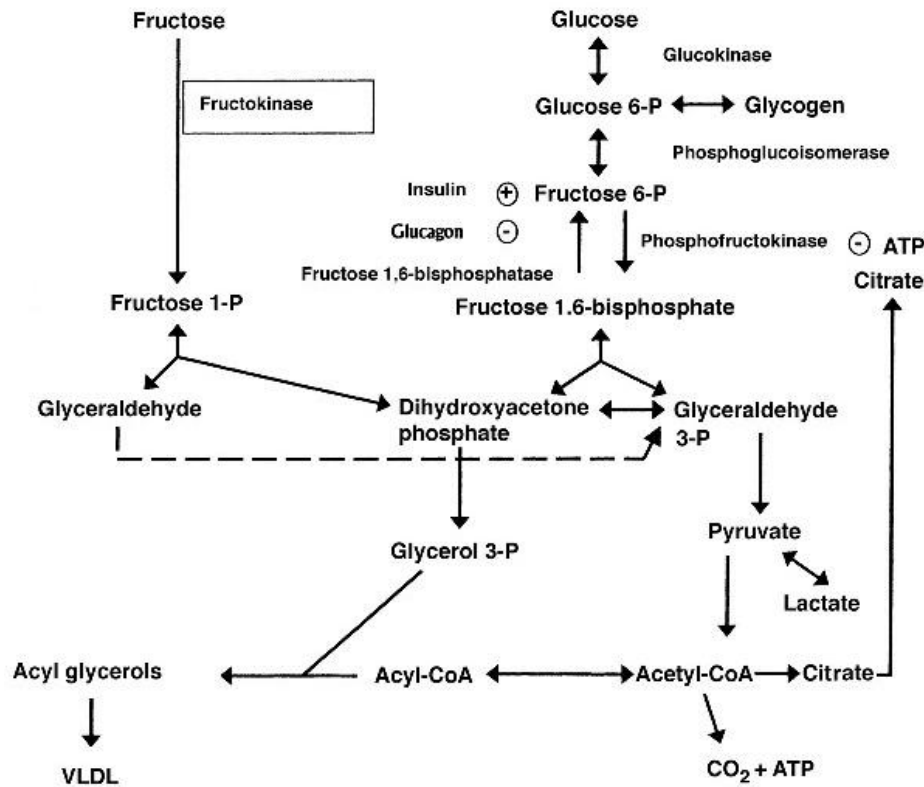 Fructose
Glucose
Glucokinase
Fructokinase
Glucose 6-P
Glycogen
Phosphoglucoisomerase
Insulin
+
Fructose 6-P
Glucagon
-
Phosphofructokinase
-
ATP
Fructose 1,6-bisphosphatase
Citrate
Fructose 1-P
Fructose 1.6-bisphosphate
Glyceraldehyde
Dihydroxyacetone
phosphate
Glyceraldehyde
3-P
Pyruvate
Glycerol 3-P
Lactate
Acyl glycerols
Acyl-CoA
Acetyl-CoA
Citrate
VLDL
CO₂ + ATP